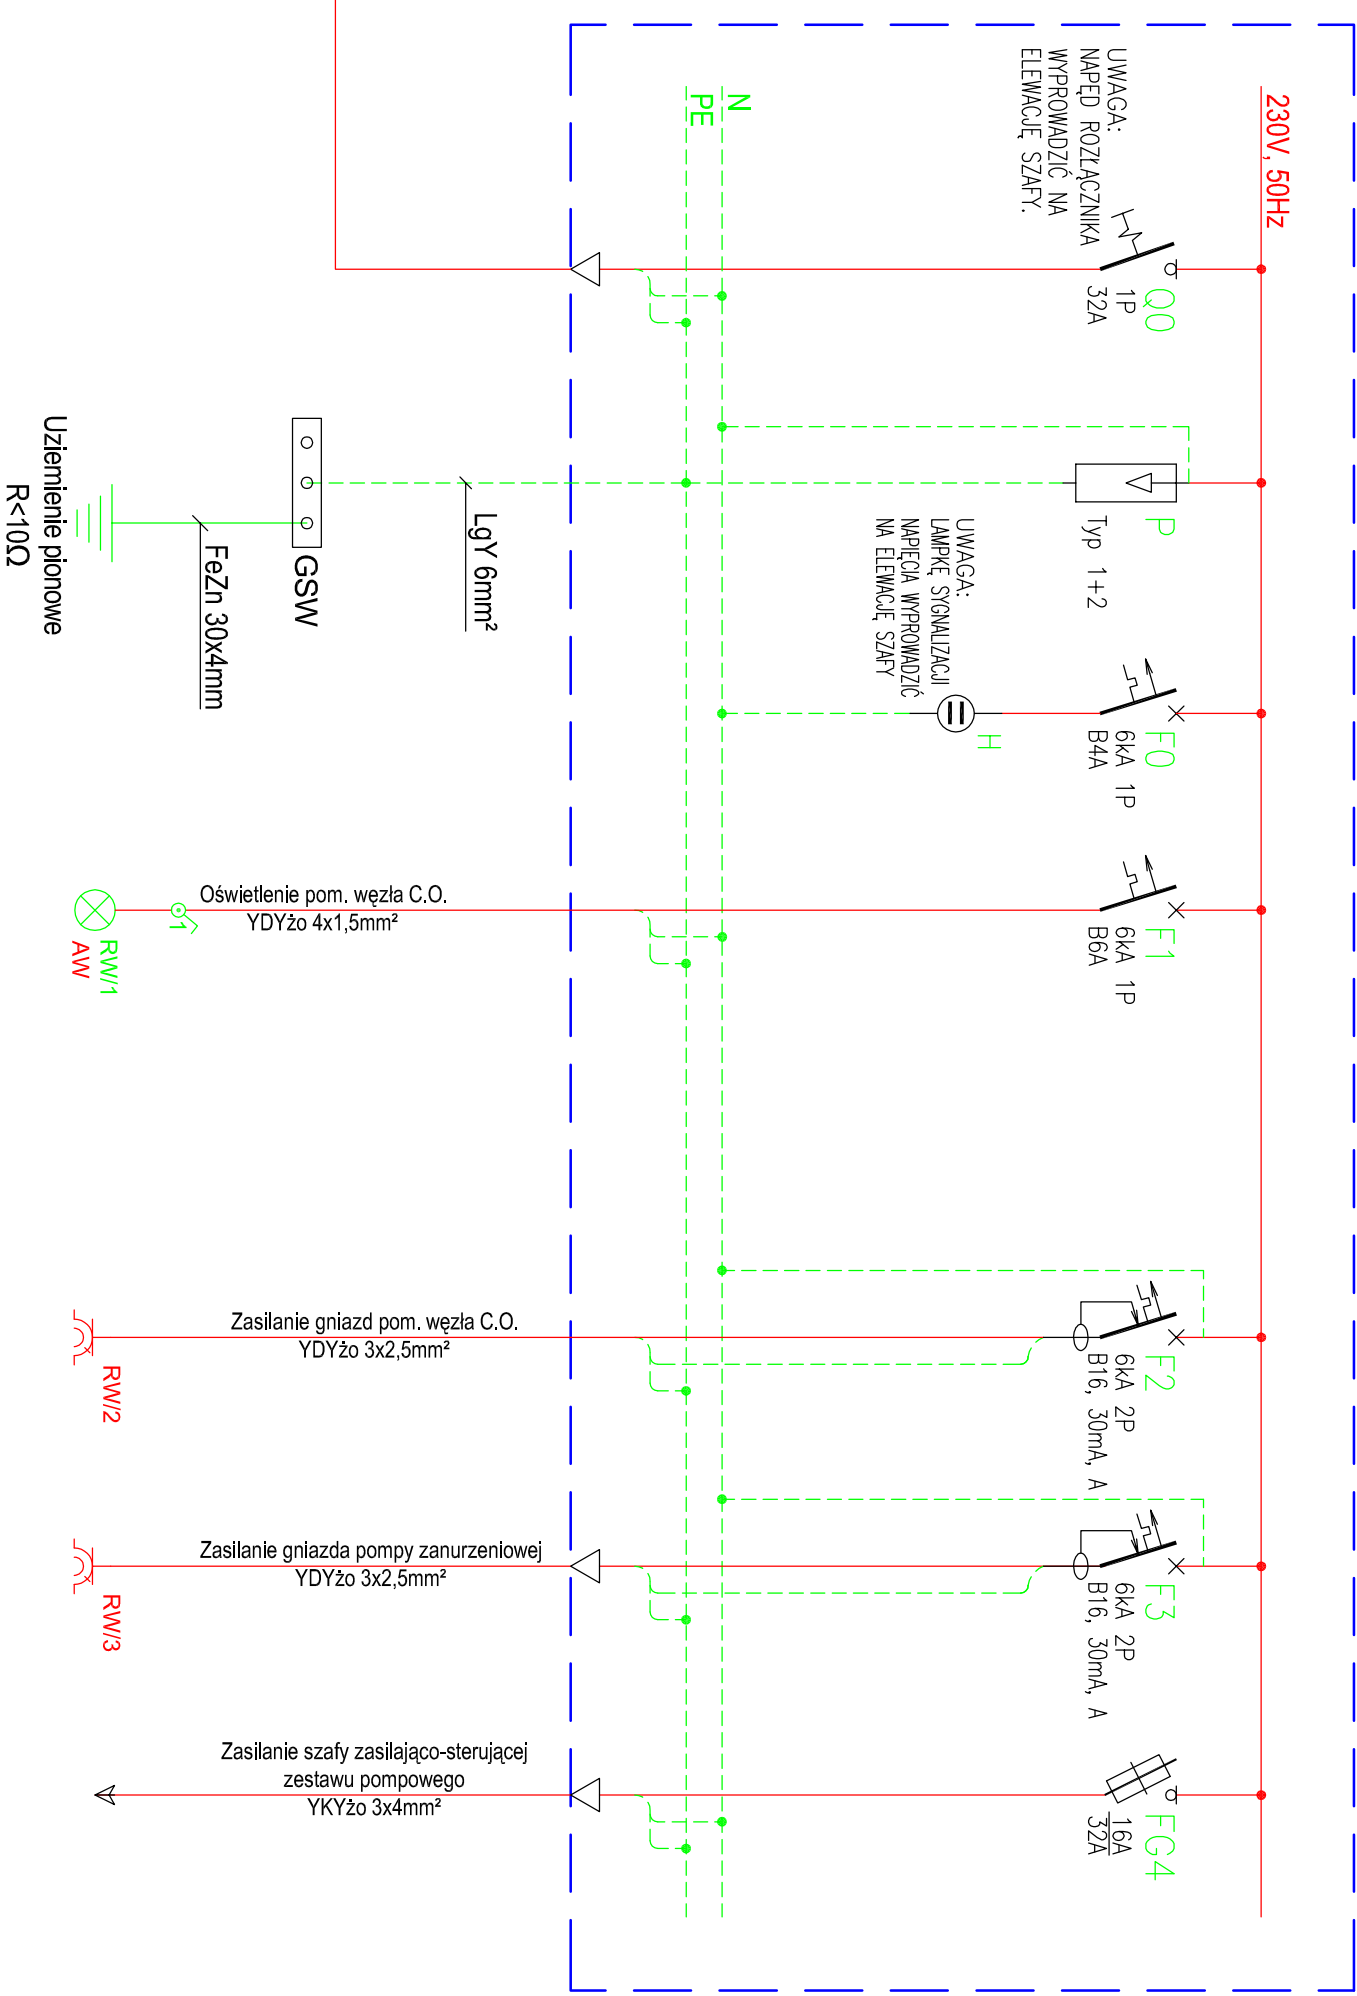 230V, 50Hz
UWAGA:
NAPĘD ROZŁĄCZNIKA
WYPROWADZIĆ NA
ELEWACJĘ SZAFY.
N
PE
Q0
1P
32A
P
Typ 1+2
UWAGA:
LAMPKĘ SYGNALIZACJI
NAPIĘCIA WYPROWADZIĆ
NA ELEWACJĘ SZAFY
H
F0
6kA 1P
B4A
F1
6kA 1P
B6A
F2
6kA 2P
B16, 30mA, A
F3
6kA 2P
B16, 30mA, A
FG4
16A
32A
LgY 6mm²
GSW
FeZn 30x4mm
Uziemienie pionowe
R<10Ω
Oświetlenie pom. węzła C.O.
YDYżo 4x1,5mm²
1
RW/1
AW
Zasilanie gniazd pom. węzła C.O.
YDYżo 3x2,5mm²
RW/2
Zasilanie gniazda pompy zanurzeniowej
YDYżo 3x2,5mm²
RW/3
Zasilanie szafy zasilająco-sterującej
zestawu pompowego
YKYżo 3x4mm²